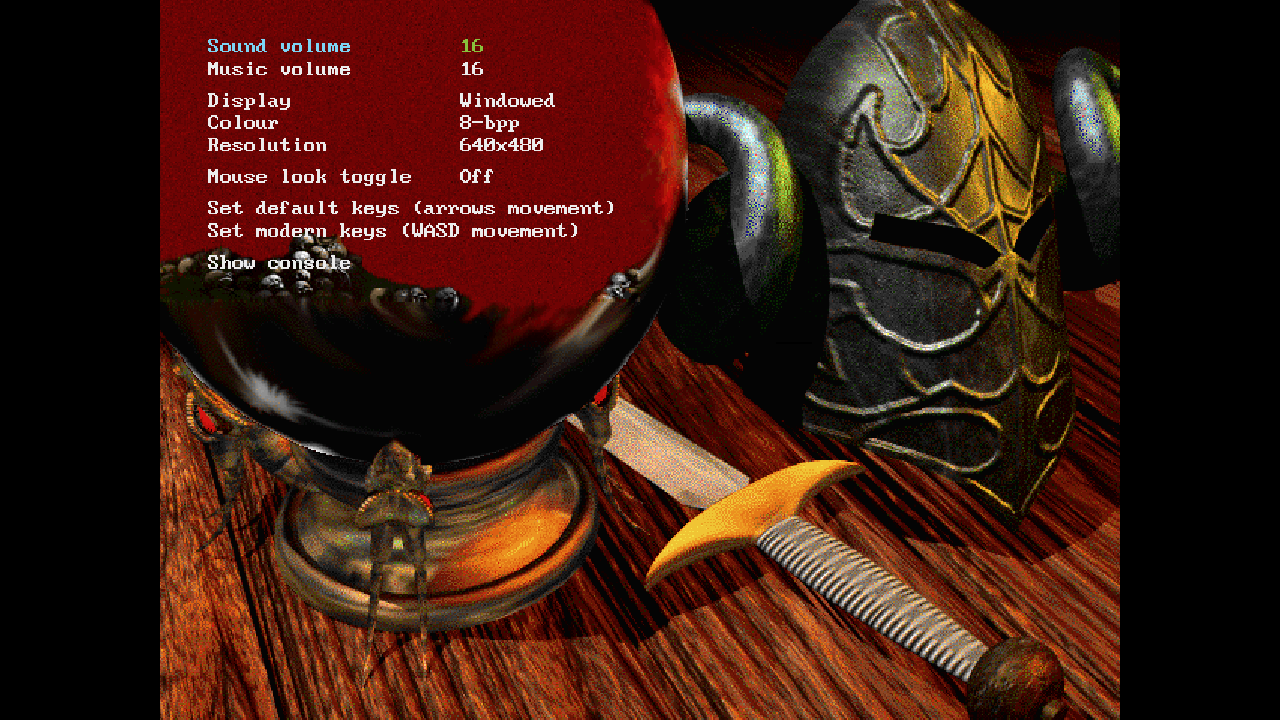 Sound volume 16
Music volume 16
Display Windowed
Colour 8-bpp
Resolution 640x480
Mouse look toggle Off
Set default keys (arrows movement)
Set modern keys (WASD movement)
Show console